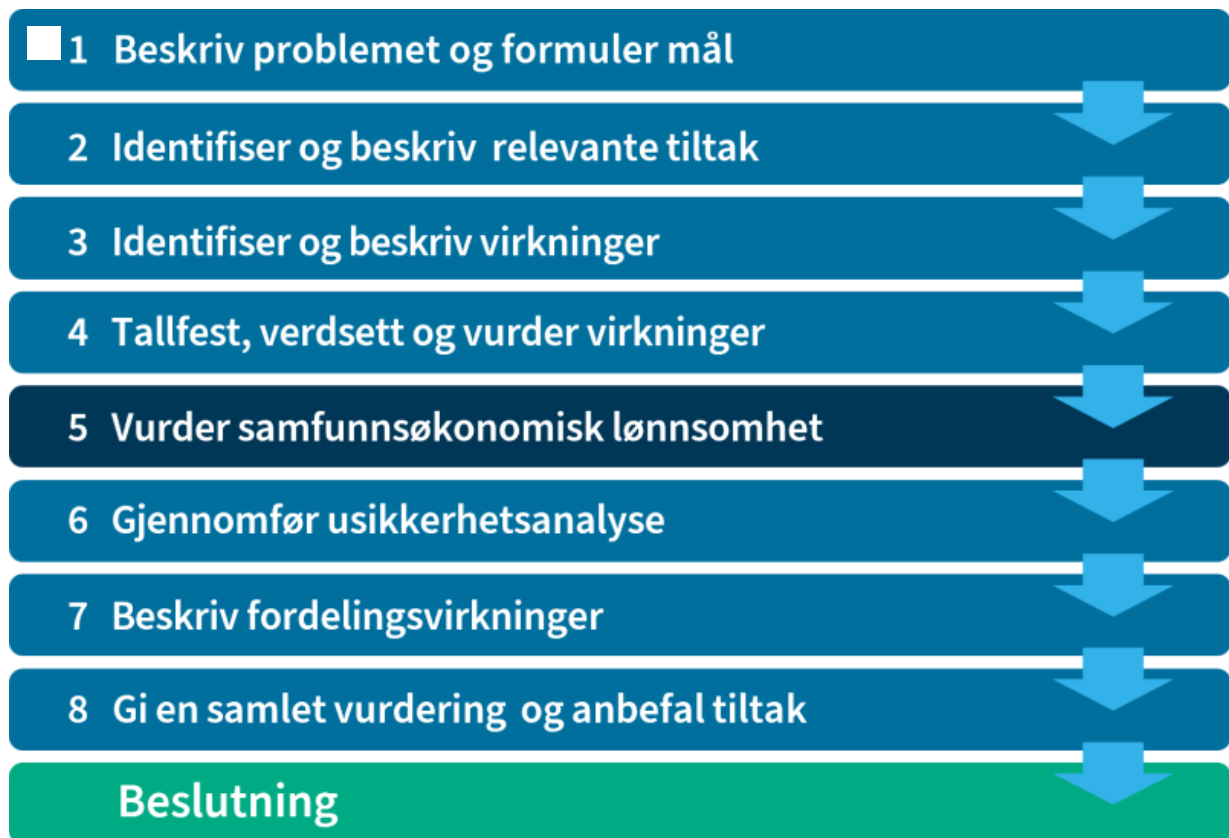 1 Beskriv problemet og formuler mål
2 Identifiser og beskriv relevante tiltak
3 Identifiser og beskriv virkninger
4 Tallfest, verdsett og vurder virkninger
5 Vurder samfunnsøkonomisk lønnsomhet
6 Gjennomfør usikkerhetsanalyse
7 Beskriv fordelingsvirkninger
8 Gi en samlet vurdering og anbefal tiltak
Beslutning